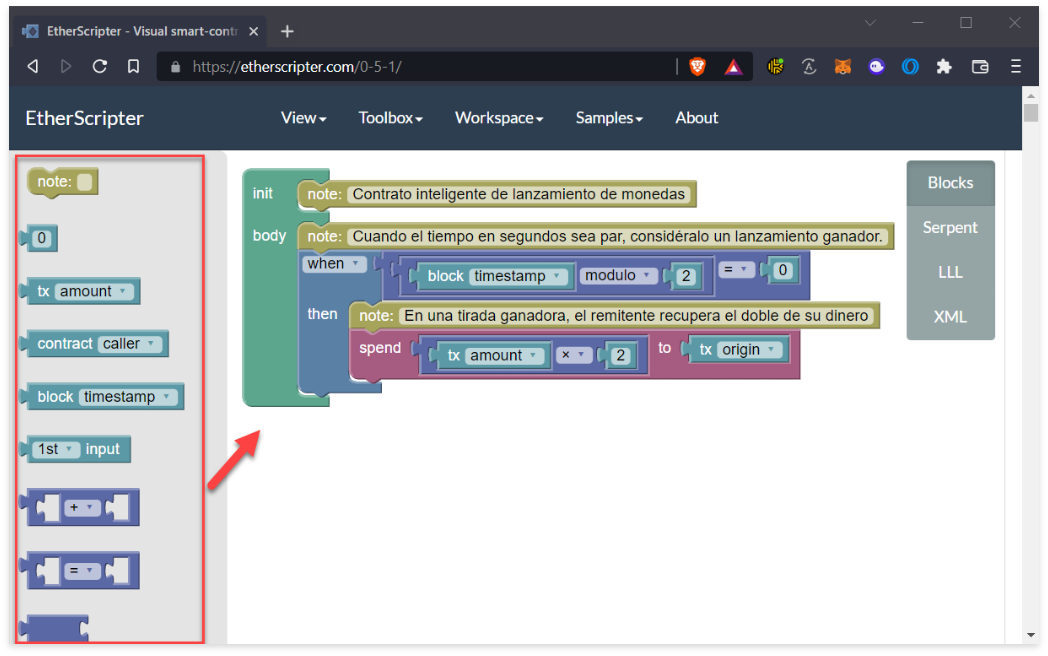 EtherScripter - Visual smart-contr
https://etherscripter.com/0-5-1/
EtherScripter
View
Toolbox
Workspace
Samples
About
note:
0
tx amount
contract caller
block timestamp
1st input
+
=
init
note: Contrato inteligente de lanzamiento de monedas
body
note: Cuando el tiempo en segundos sea par, considéralo un lanzamiento ganador.
when block timestamp modulo 2 = 0
then
note: En una tirada ganadora, el remitente recupera el doble de su dinero
spend tx amount × 2 to tx origin
Blocks
Serpent
LLL
XML